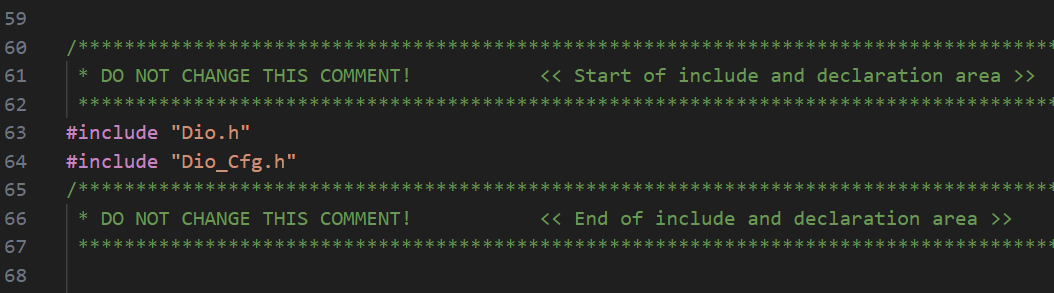 59
60 /*************************************************************************************
61  * DO NOT CHANGE THIS COMMENT!           << Start of include and declaration area >>
62  *************************************************************************************
63 #include "Dio.h"
64 #include "Dio_Cfg.h"
65 /*************************************************************************************
66  * DO NOT CHANGE THIS COMMENT!           << End of include and declaration area >>
67  *************************************************************************************
68